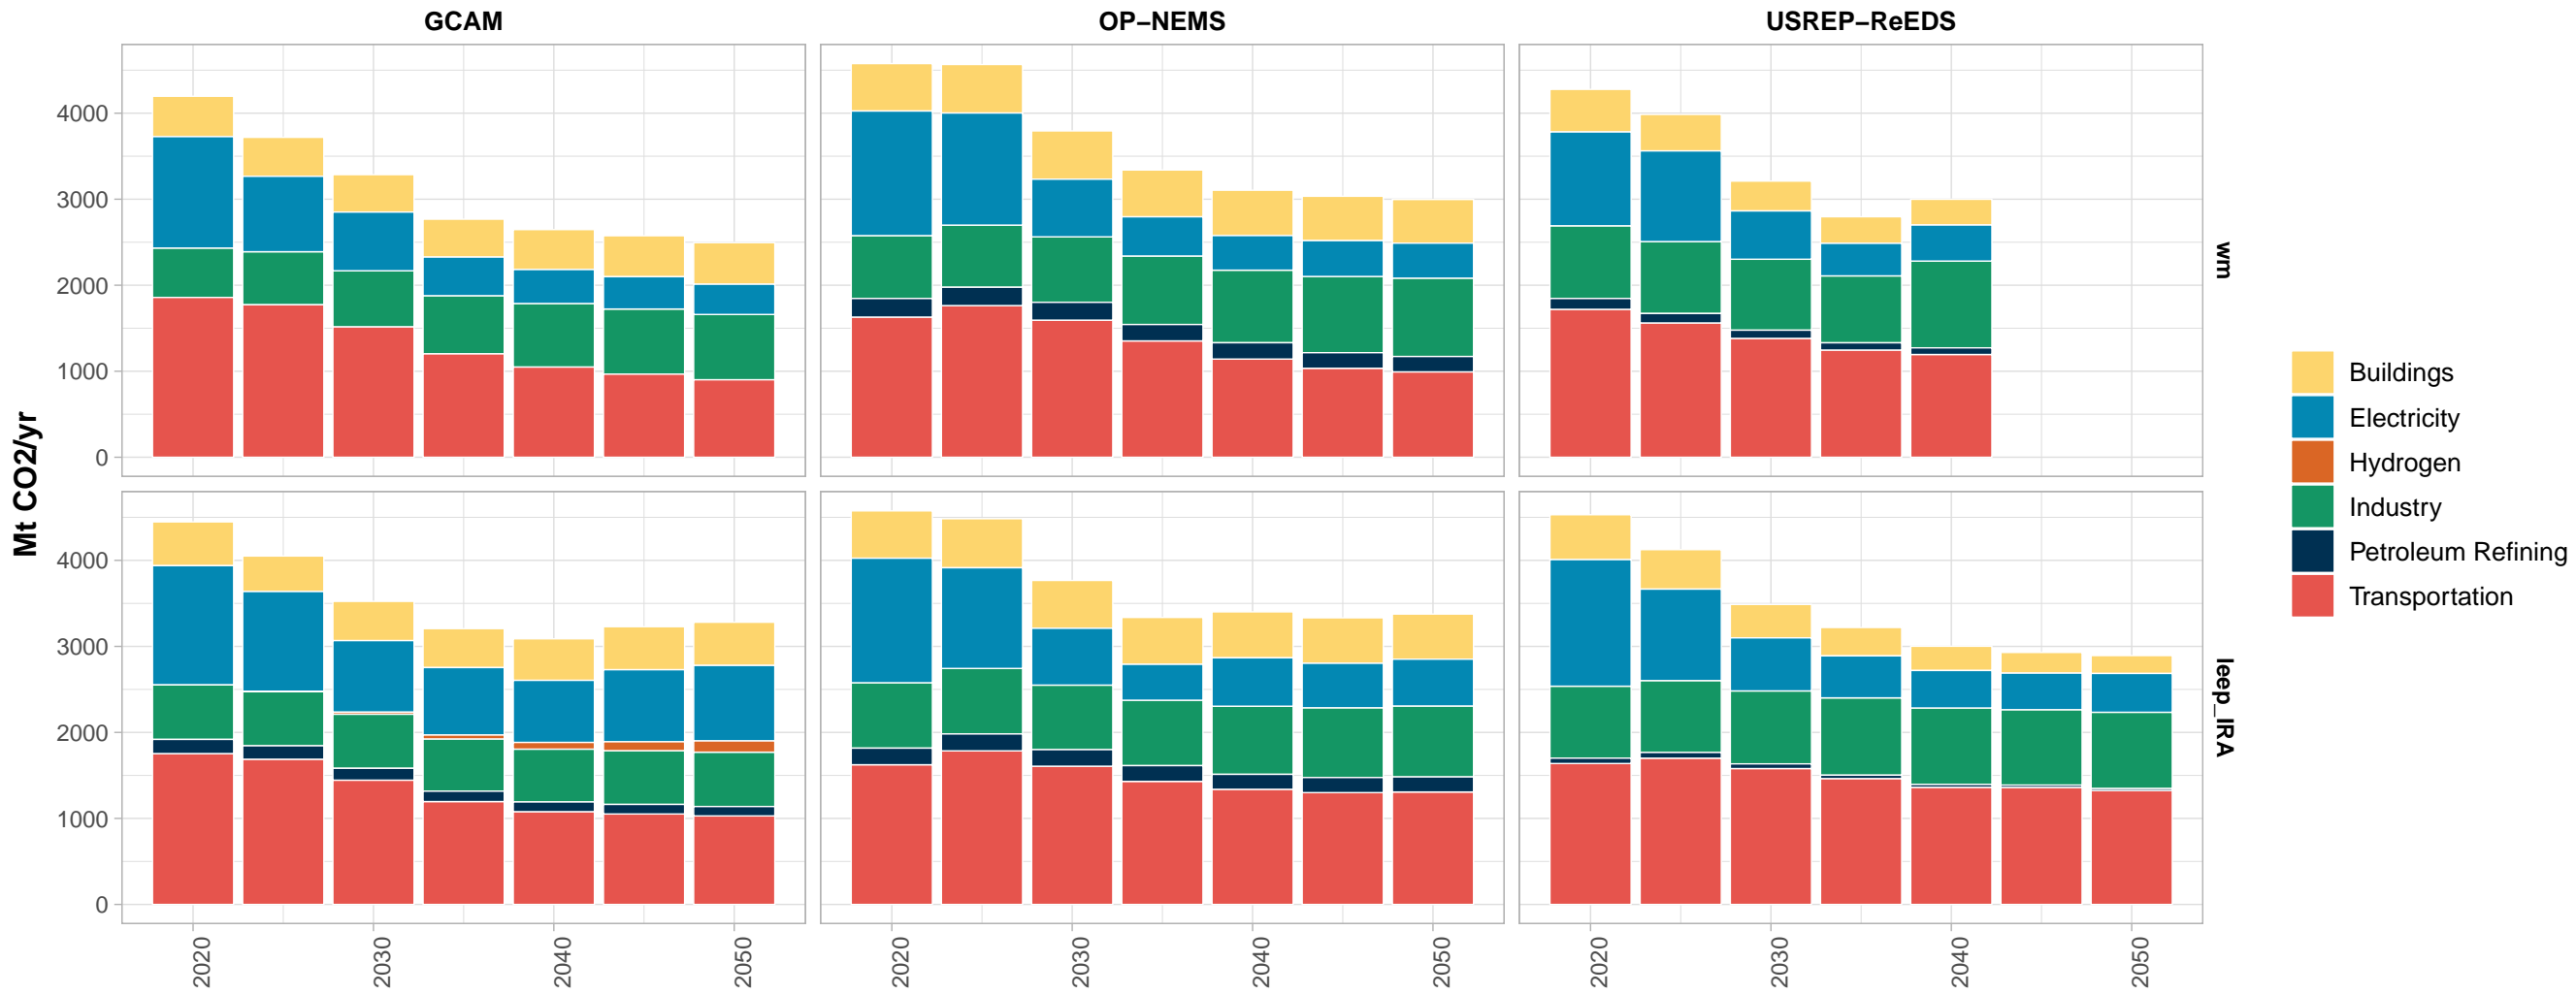 GCAM
OP−NEMS
USREP−ReEDS
Mt CO2/yr
4000
3000
2000
1000
0
wm
4000
3000
2000
1000
0
leep_IRA
2020
2030
2040
2050
2020
2030
2040
2050
2020
2030
2040
2050
Buildings
Electricity
Hydrogen
Industry
Petroleum Refining
Transportation